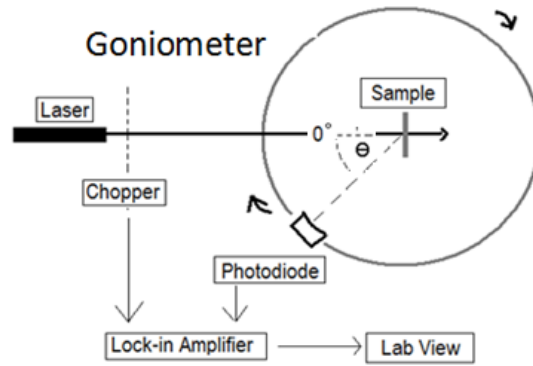 Goniometer
Laser
Sample
0°
Θ
Chopper
Photodiode
Lock-in Amplifier
Lab View